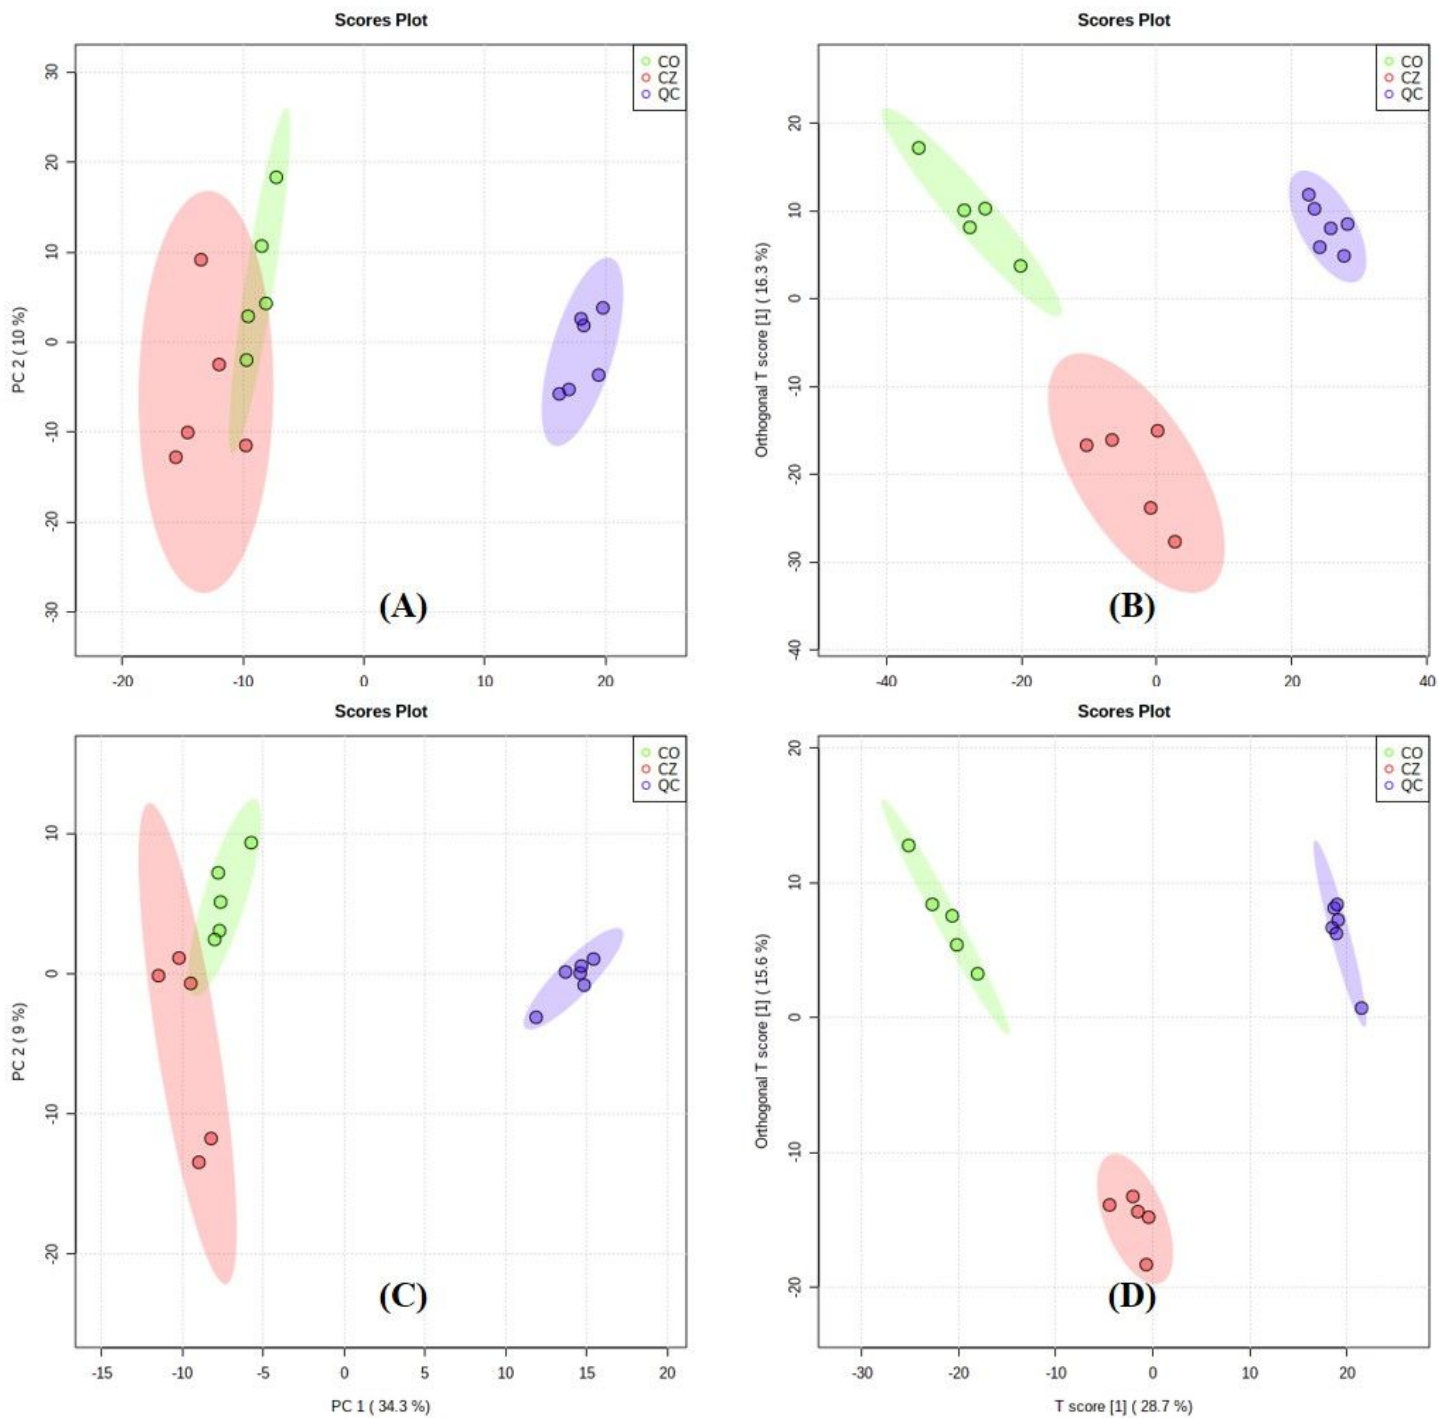 Scores Plot
CO
CZ
QC
30
20
10
0
-10
-20
-30
PC 2 ( 10 %)
(A)
-20 -10 0 10 20
Scores Plot
CO
CZ
QC
20
10
0
-10
-20
-30
-40
Orthogonal T score [1] ( 16.3 %)
(B)
-40 -20 0 20 40
Scores Plot
CO
CZ
QC
10
0
-10
-20
PC 2 ( 9 %)
(C)
-15 -10 -5 0 5 10 15 20
PC 1 ( 34.3 %)
Scores Plot
CO
CZ
QC
20
10
0
-10
-20
Orthogonal T score [1] ( 15.6 %)
(D)
-30 -20 -10 0 10 20
T score [1] ( 28.7 %)